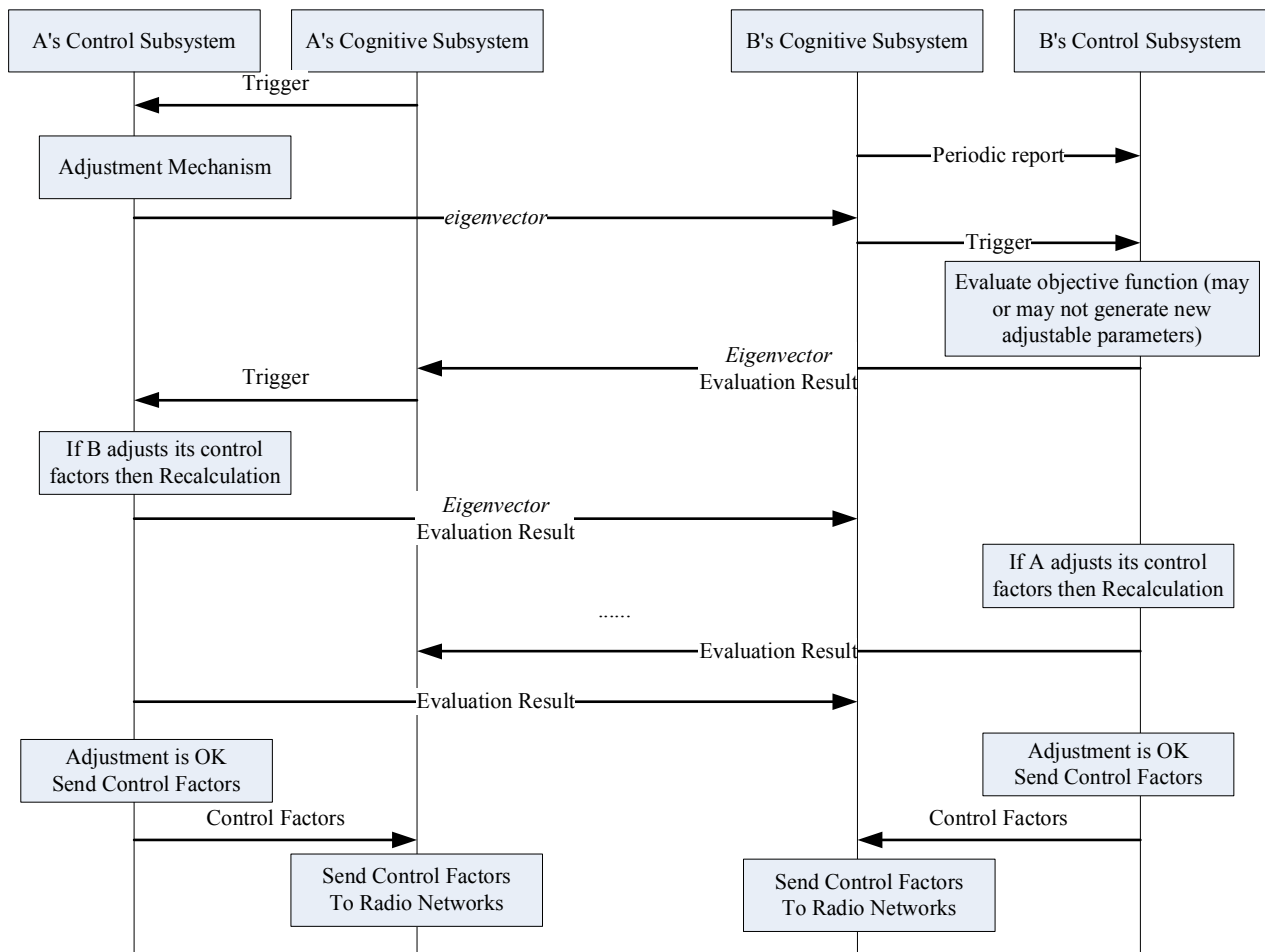 A's Control Subsystem
A's Cognitive Subsystem
B's Cognitive Subsystem
B's Control Subsystem
Trigger
Adjustment Mechanism
Periodic report
eigenvector
Trigger
Evaluate objective function (may
or may not generate new
adjustable parameters)
Eigenvector
Evaluation Result
Trigger
If B adjusts its control
factors then Recalculation
Eigenvector
Evaluation Result
If A adjusts its control
factors then Recalculation
......
Evaluation Result
Evaluation Result
Adjustment is OK
Send Control Factors
Adjustment is OK
Send Control Factors
Control Factors
Control Factors
Send Control Factors
To Radio Networks
Send Control Factors
To Radio Networks